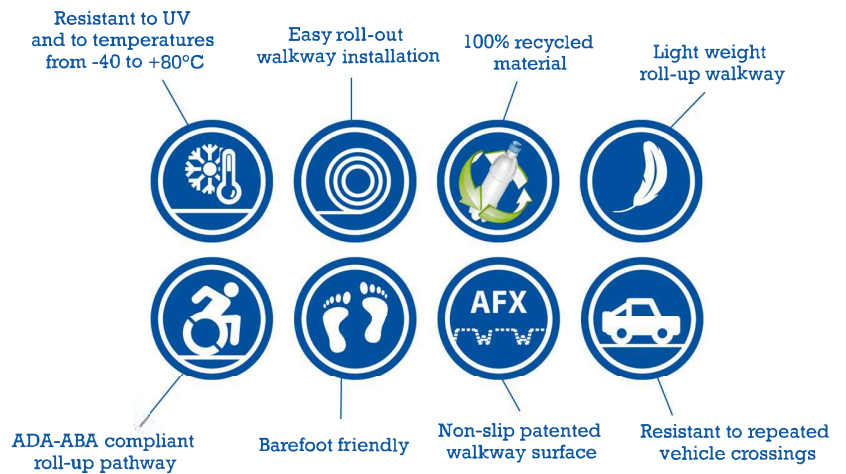 Resistant to UV
and to temperatures
from -40 to +80°C
Easy roll-out
walkway installation
100% recycled
material
Light weight
roll-up walkway
AFX
ADA-ABA compliant
roll-up pathway
Barefoot friendly
Non-slip patented
walkway surface
Resistant to repeated
vehicle crossings